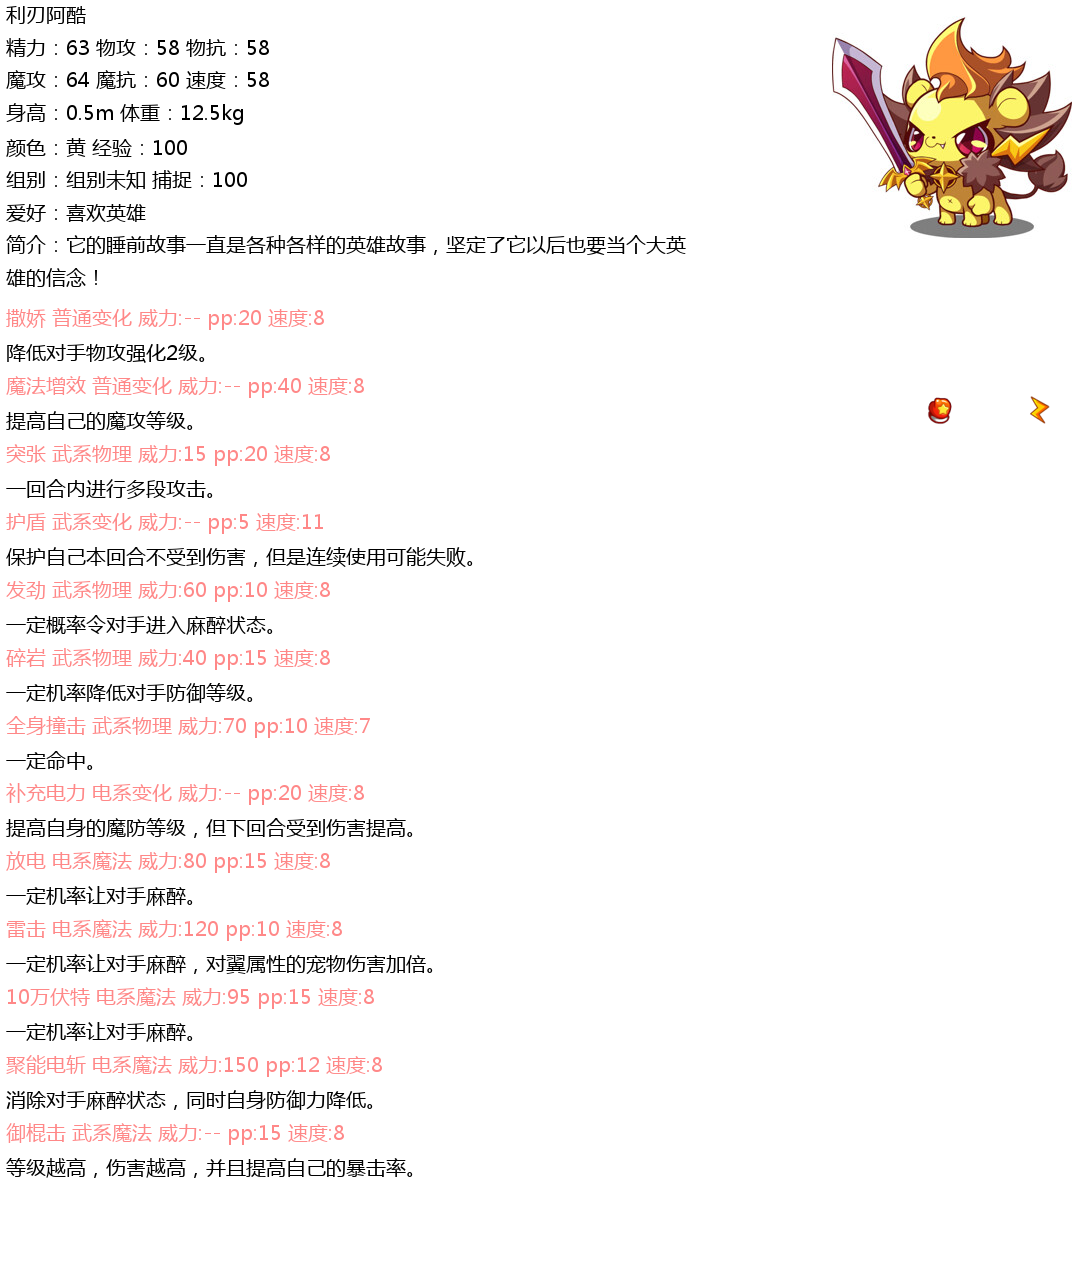 利刃阿酷
精力：63 物攻：58 物抗：58
魔攻：64 魔抗：60 速度：58
身高：0.5m 体重：12.5kg
颜色：黄 经验：100
组别：组别未知 捕捉：100
爱好：喜欢英雄
简介：它的睡前故事一直是各种各样的英雄故事，坚定了它以后也要当个大英
雄的信念！
撒娇 普通变化 威力:-- pp:20 速度:8
降低对手物攻强化2级。
魔法增效 普通变化 威力:-- pp:40 速度:8
提高自己的魔攻等级。
突张 武系物理 威力:15 pp:20 速度:8
一回合内进行多段攻击。
护盾 武系变化 威力:-- pp:5 速度:11
保护自己本回合不受到伤害，但是连续使用可能失败。
发劲 武系物理 威力:60 pp:10 速度:8
一定概率令对手进入麻醉状态。
碎岩 武系物理 威力:40 pp:15 速度:8
一定机率降低对手防御等级。
全身撞击 武系物理 威力:70 pp:10 速度:7
一定命中。
补充电力 电系变化 威力:-- pp:20 速度:8
提高自身的魔防等级，但下回合受到伤害提高。
放电 电系魔法 威力:80 pp:15 速度:8
一定机率让对手麻醉。
雷击 电系魔法 威力:120 pp:10 速度:8
一定机率让对手麻醉，对翼属性的宠物伤害加倍。
10万伏特 电系魔法 威力:95 pp:15 速度:8
一定机率让对手麻醉。
聚能电斩 电系魔法 威力:150 pp:12 速度:8
消除对手麻醉状态，同时自身防御力降低。
御棍击 武系魔法 威力:-- pp:15 速度:8
等级越高，伤害越高，并且提高自己的暴击率。